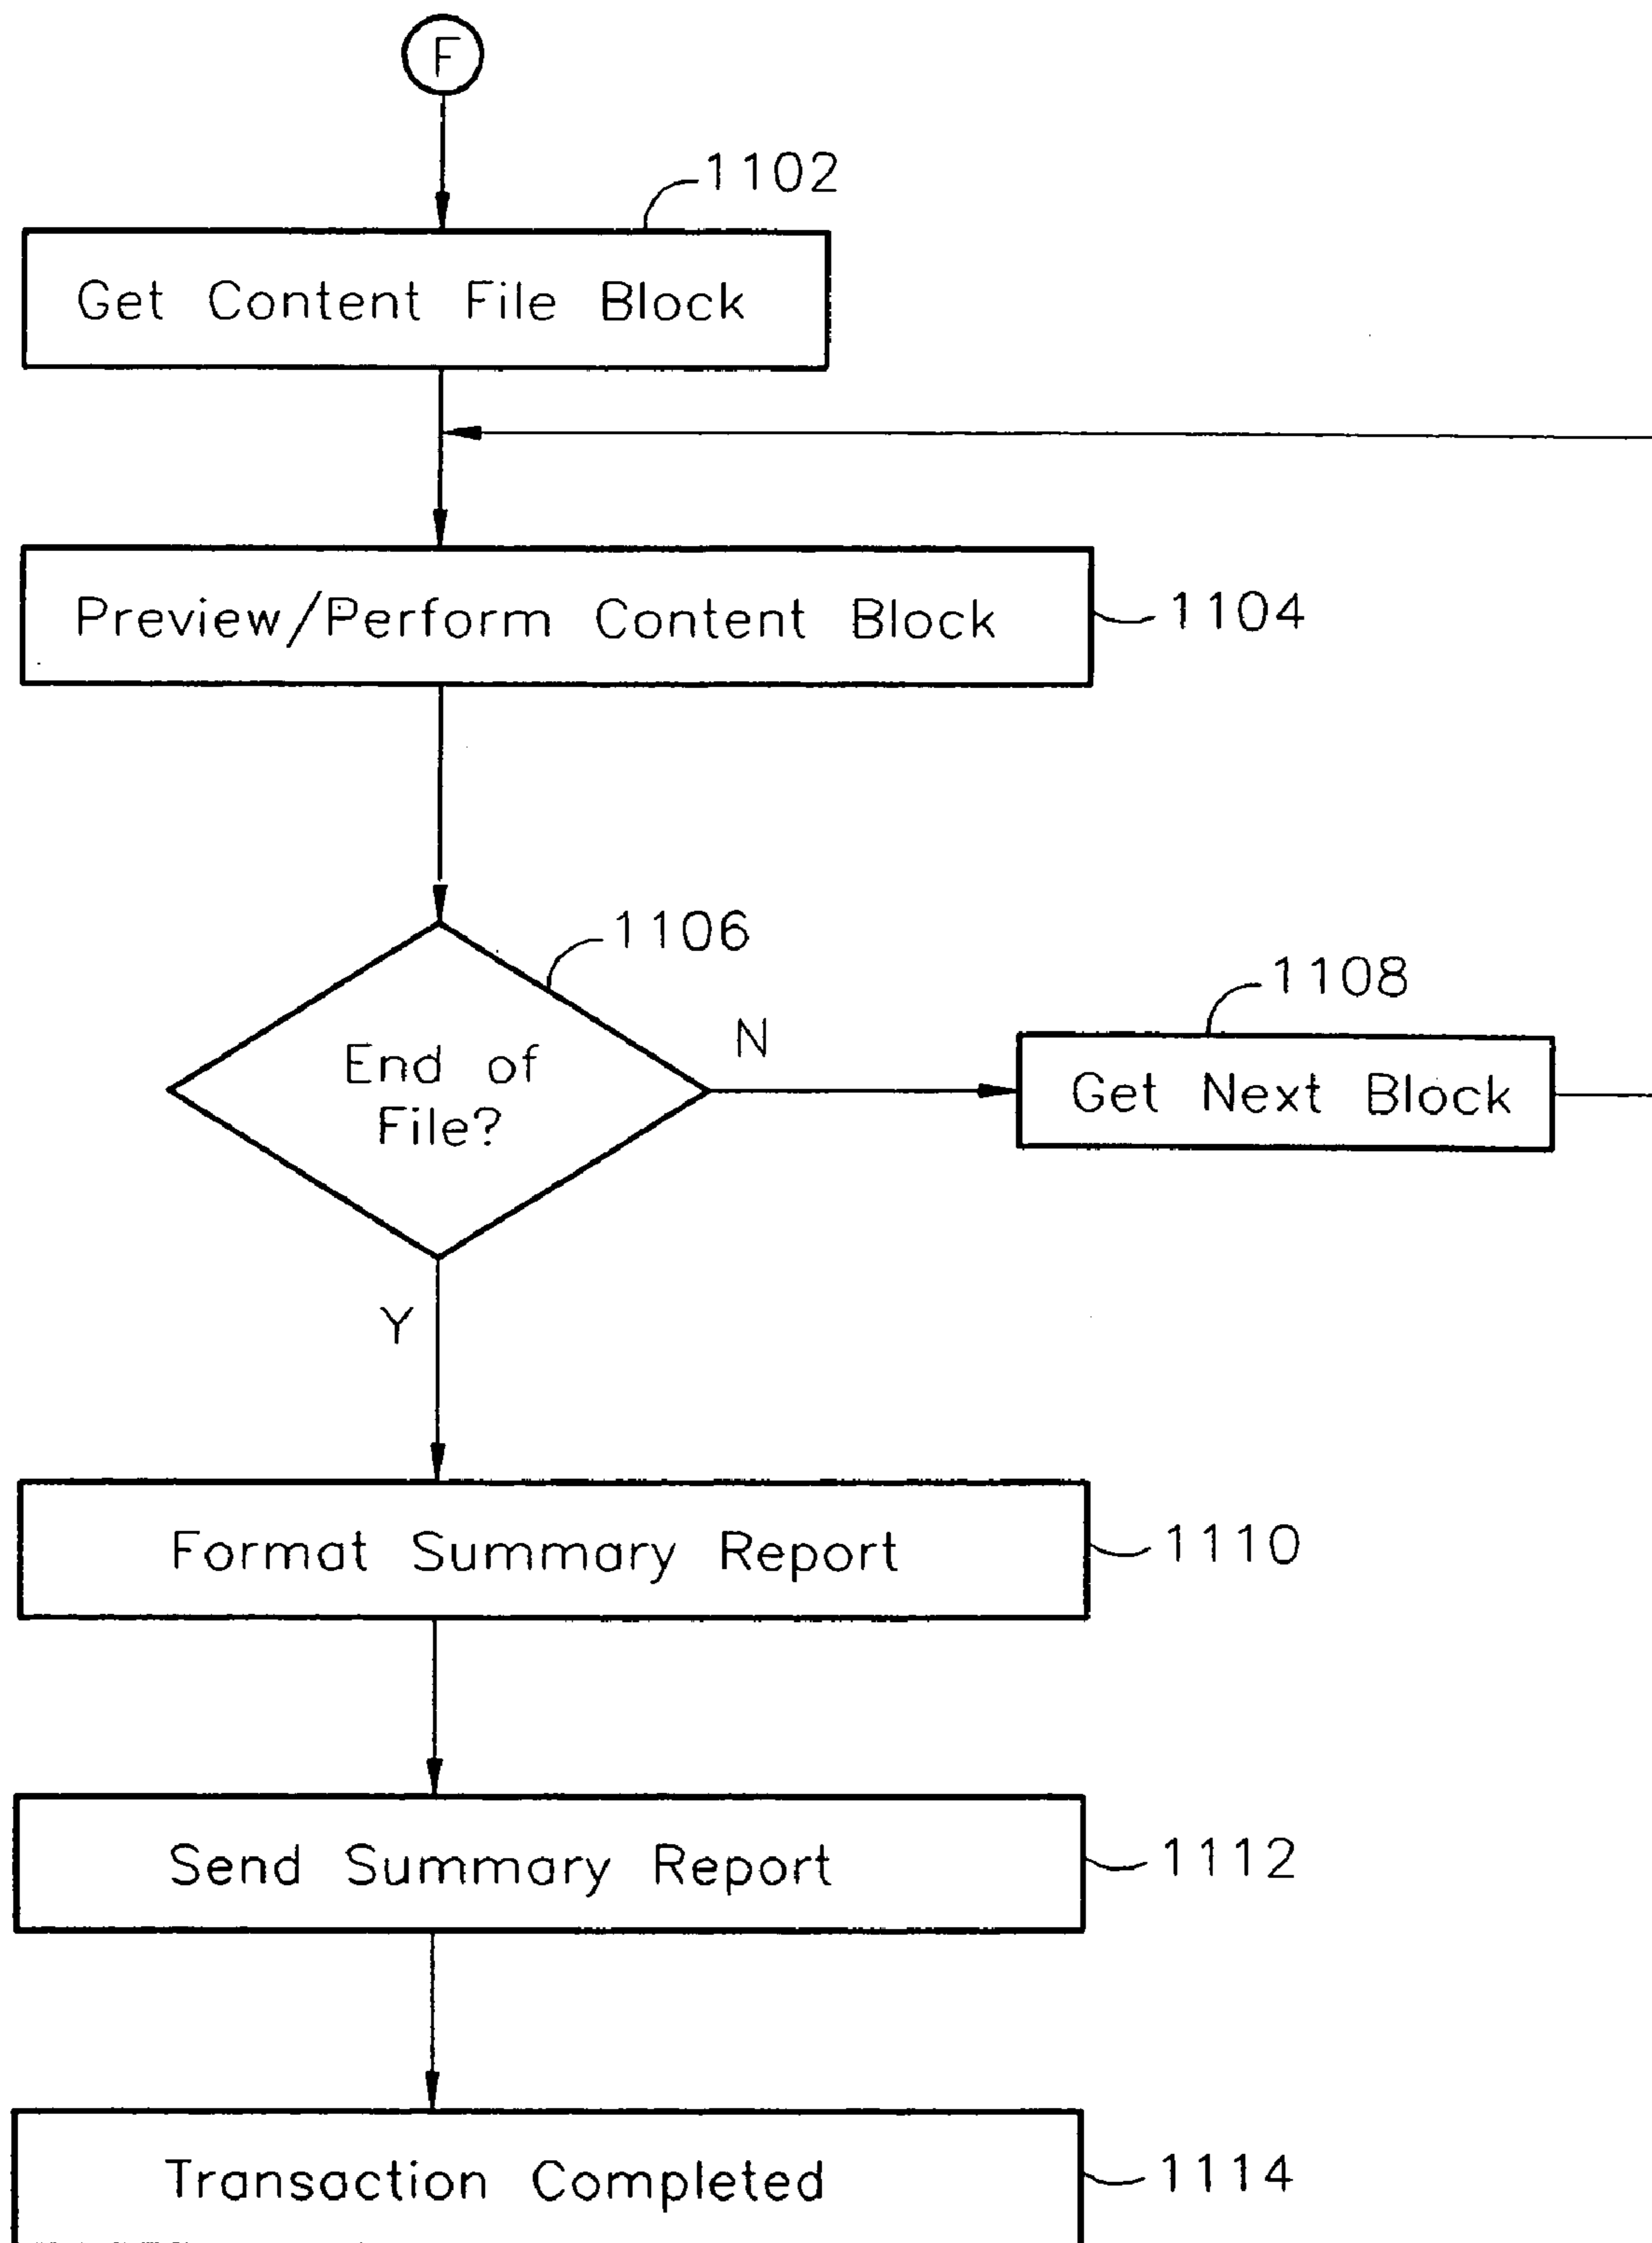 F
1102
Get Content File Block
Preview/Perform Content Block
1104
1106
End of
File?
N
1108
Get Next Block
Y
Format Summary Report
1110
Send Summary Report
1112
Transaction Completed
1114